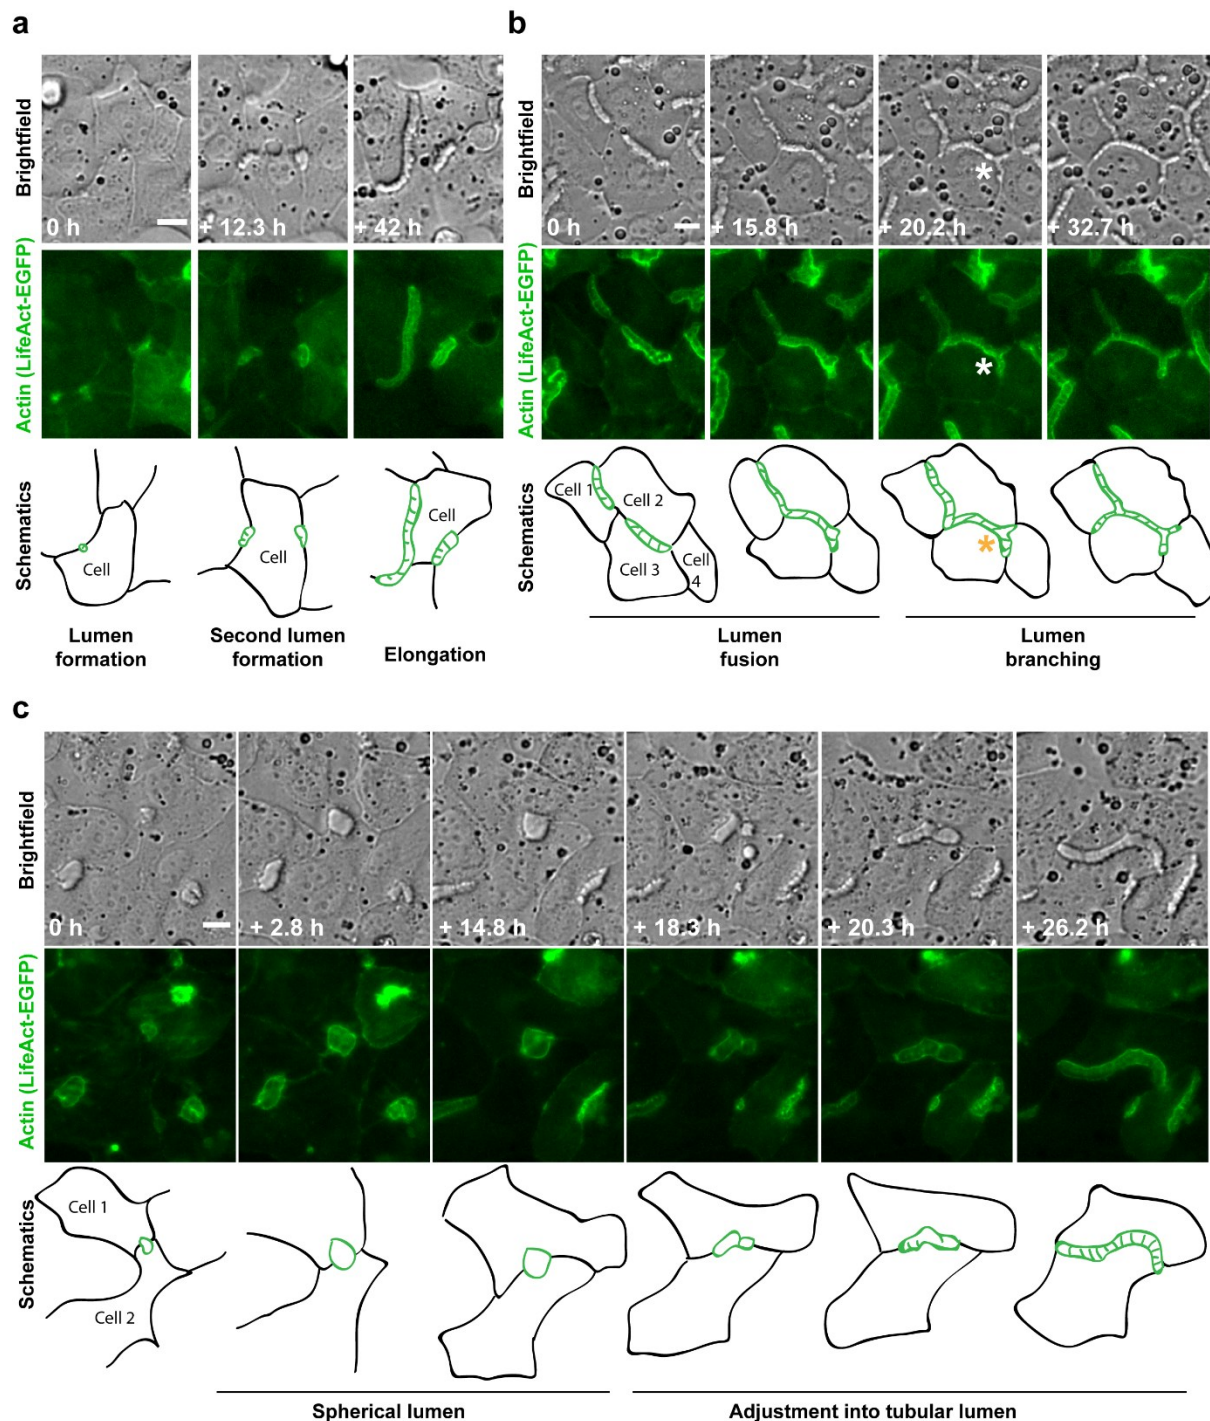 a
Brightfield
0 h
+ 12.3 h
+ 42 h
Actin (LifeAct-EGFP)
Schematics
Cell
Cell
Cell
Lumen
formation
Second lumen
formation
Elongation
b
Brightfield
0 h
+ 15.8 h
*
+ 20.2 h
+ 32.7 h
Actin (LifeAct-EGFP)
*
Schematics
Cell 1
Cell 2
Cell 3
Cell
4
*
Lumen
fusion
Lumen
branching
c
Brightfield
0 h
+ 2.8 h
+ 14.8 h
+ 18.3 h
+ 20.3 h
+ 26.2 h
Actin (LifeAct-EGFP)
Schematics
Cell 1
Cell 2
Spherical lumen
Adjustment into tubular lumen